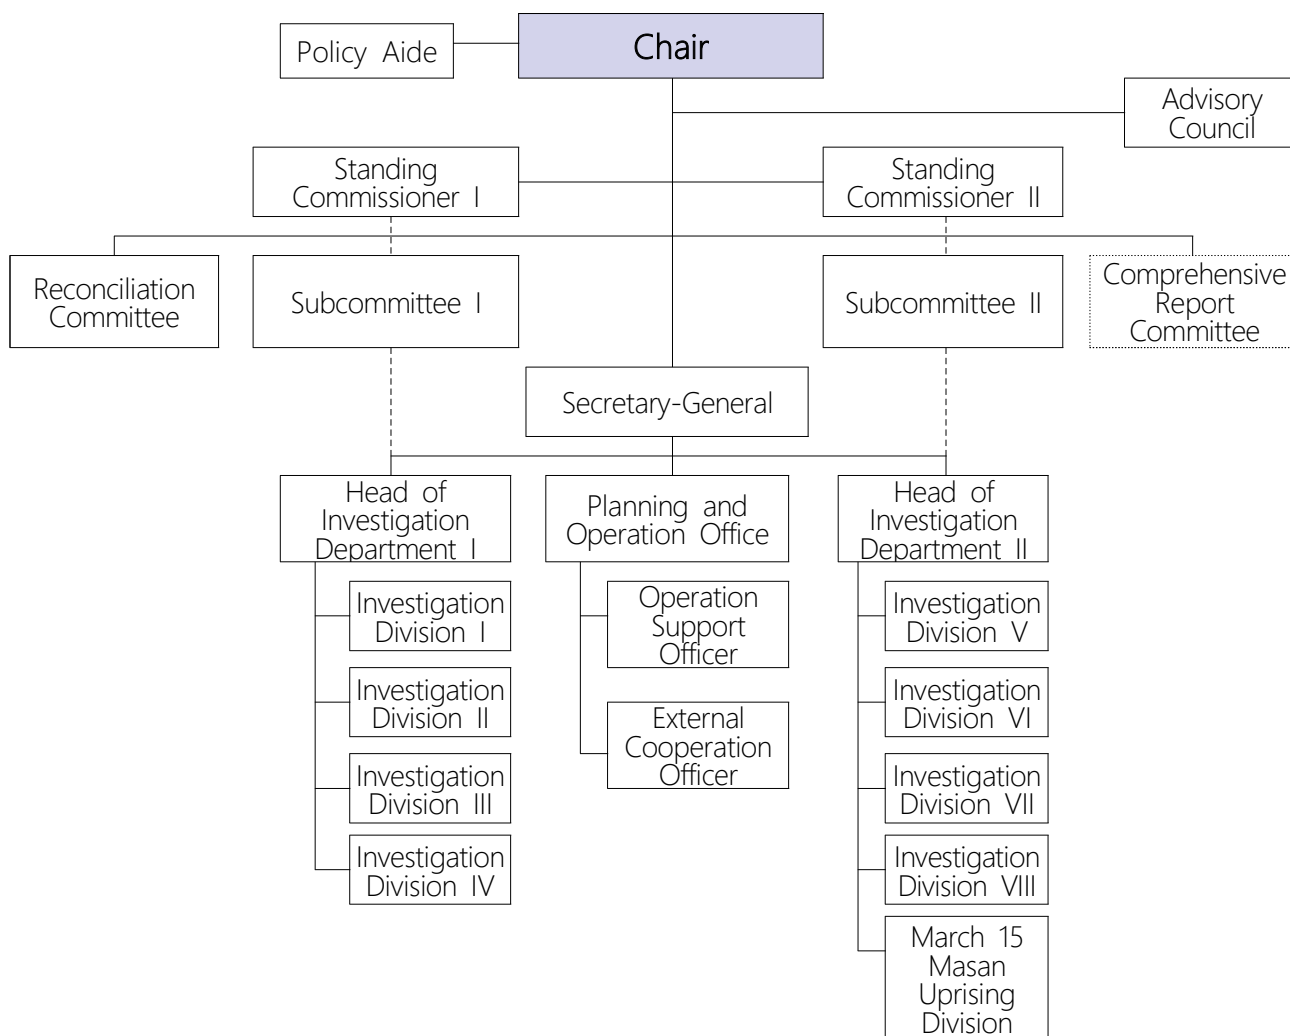 Policy Aide
Chair
Advisory
Council
Standing
Commissioner I
Standing
Commissioner II
Reconciliation
Committee
Subcommittee I
Subcommittee II
Comprehensive
Report
Committee
Secretary-General
Head of
Investigation
Department I
Planning and
Operation Office
Head of
Investigation
Department II
Investigation
Division I
Investigation
Division II
Investigation
Division III
Investigation
Division IV
Operation
Support
Officer
External
Cooperation
Officer
Investigation
Division V
Investigation
Division VI
Investigation
Division VII
Investigation
Division VIII
March 15
Masan
Uprising
Division